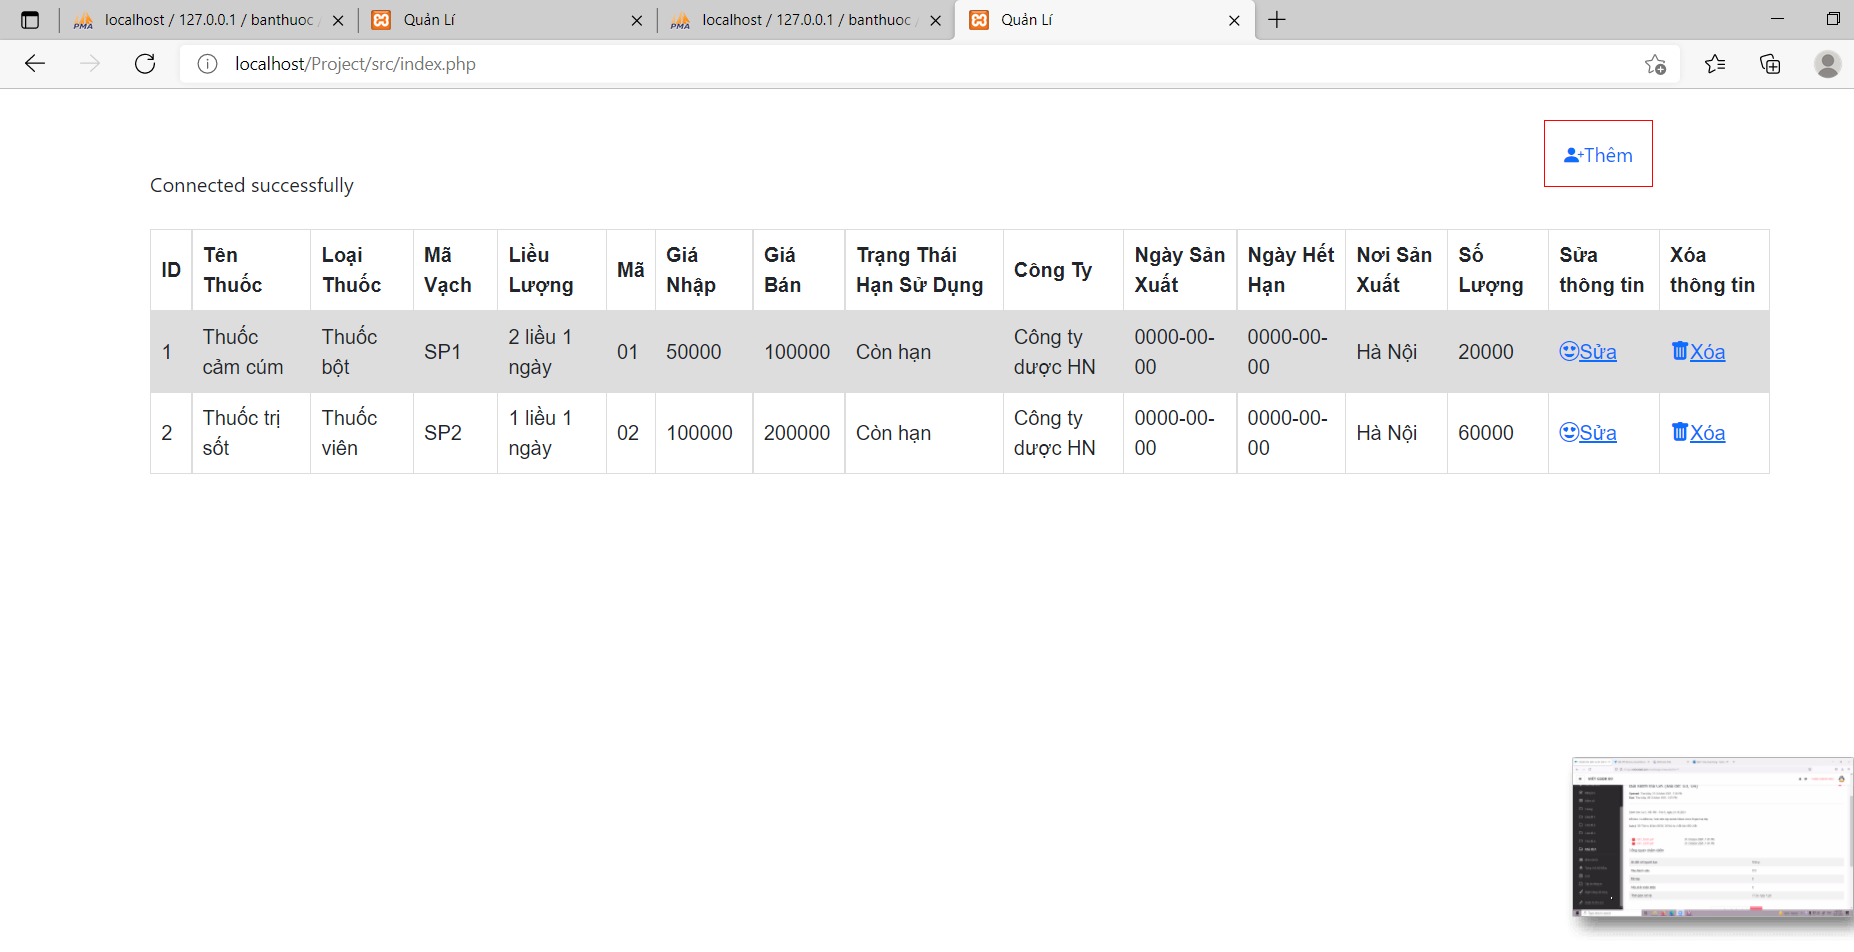 localhost / 127.0.0.1 / banthuoc
Quản Lí
localhost / 127.0.0.1 / banthuoc
Quản Lí
localhost/Project/src/index.php
Thêm
Connected successfully
ID Tên Thuốc Loại Thuốc Mã Vạch Liều Lượng Mã Giá Nhập Giá Bán Trạng Thái Hạn Sử Dụng Công Ty Ngày Sản Xuất Ngày Hết Hạn Nơi Sản Xuất Số Lượng Sửa thông tin Xóa thông tin
1 Thuốc cảm cúm Thuốc bột SP1 2 liều 1 ngày 01 50000 100000 Còn hạn Công ty dược HN 0000-00-00 0000-00-00 Hà Nội 20000 Sửa Xóa
2 Thuốc trị sốt Thuốc viên SP2 1 liều 1 ngày 02 100000 200000 Còn hạn Công ty dược HN 0000-00-00 0000-00-00 Hà Nội 60000 Sửa Xóa